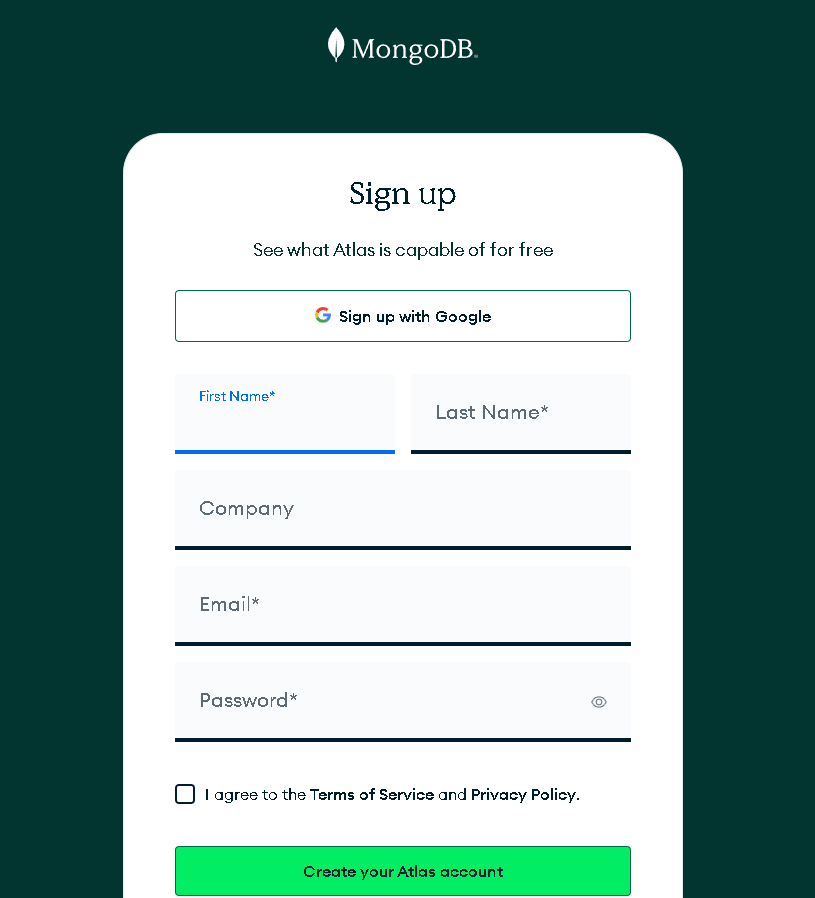 MongoDB
Sign up
See what Atlas is capable of for free
Sign up with Google
First Name*
Last Name*
Company
Email*
Password*
I agree to the Terms of Service and Privacy Policy.
Create your Atlas account